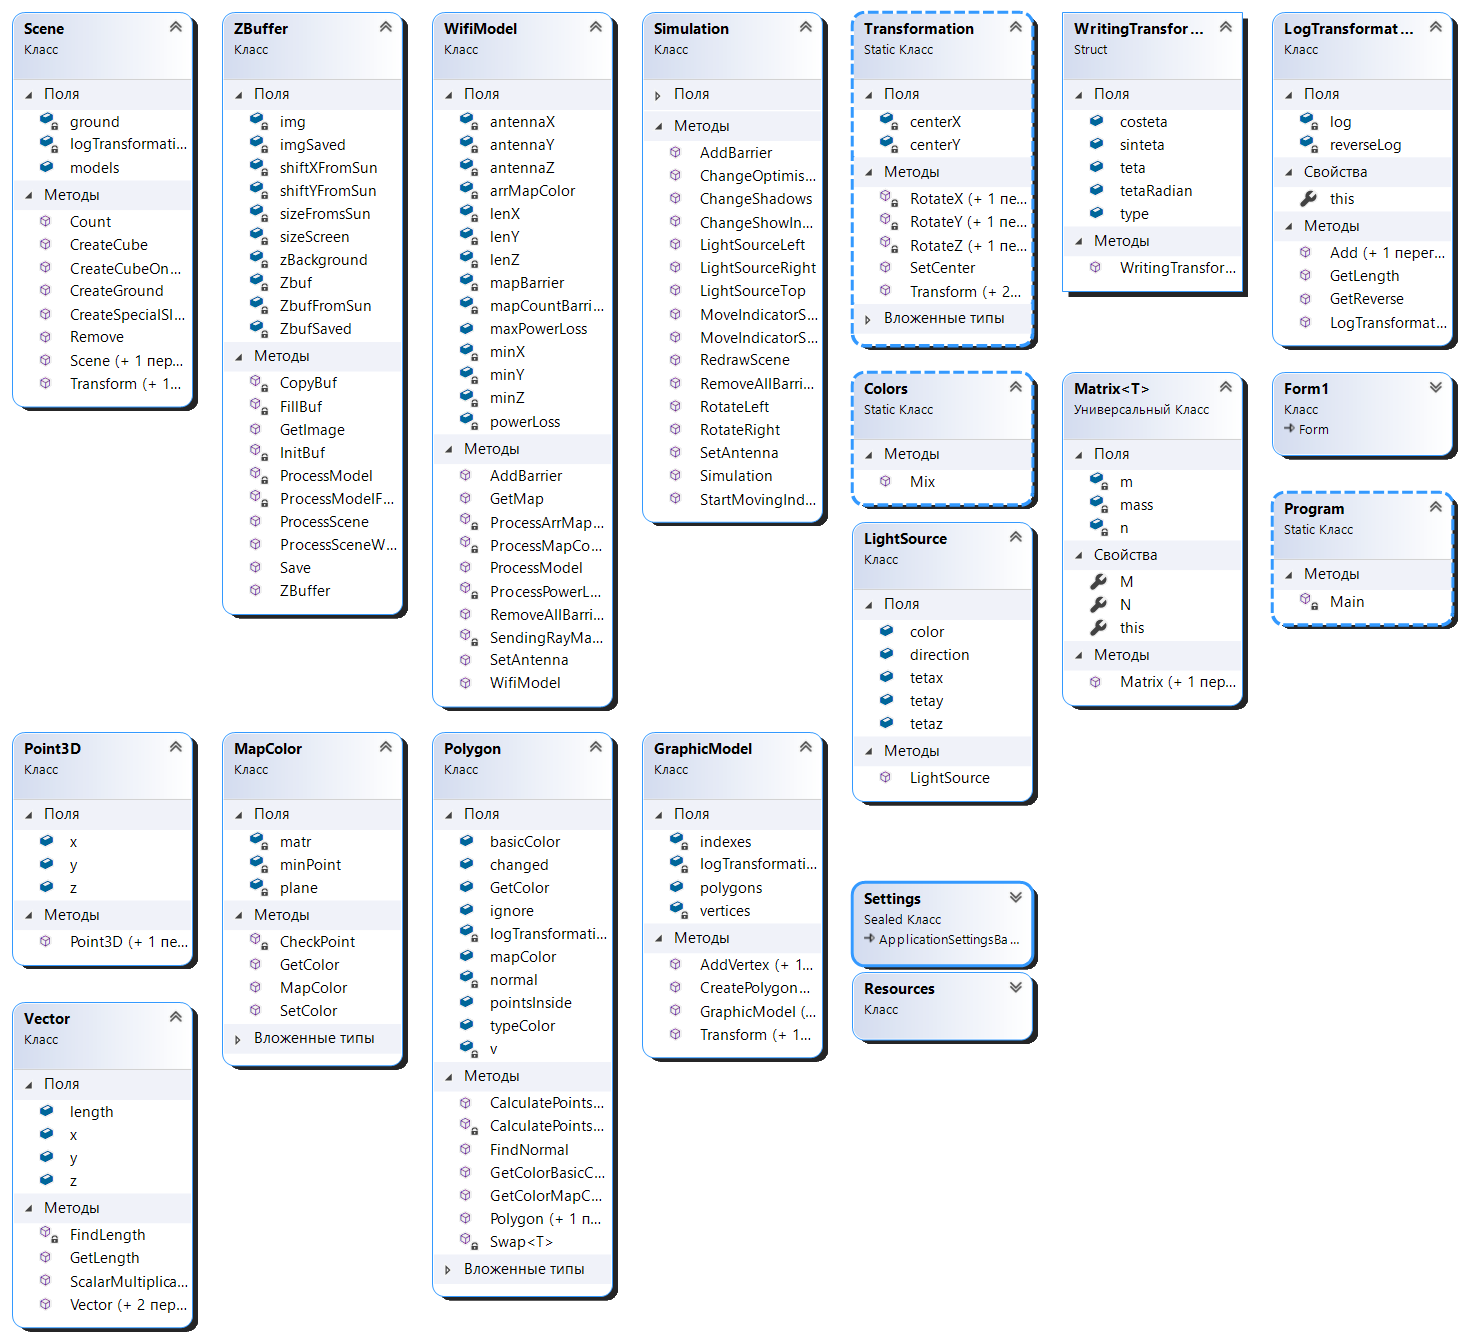 Scene
Класс
Поля
ground
logTransformati...
models
Методы
Count
CreateCube
CreateCubeOn...
CreateGround
CreateSpecialSl...
Remove
Scene (+ 1 пер...
Transform (+ 1...
ZBuffer
Класс
Поля
img
imgSaved
shiftXFromSun
shiftYFromSun
sizeFromsSun
sizeScreen
zBackground
Zbuf
ZbufFromSun
ZbufSaved
Методы
CopyBuf
FillBuf
GetImage
InitBuf
ProcessModel
ProcessModelF...
ProcessScene
ProcessSceneW...
Save
ZBuffer
WifiModel
Класс
Поля
antennaX
antennaY
antennaZ
arrMapColor
lenX
lenY
lenZ
mapBarrier
mapCountBarri...
maxPowerLoss
minX
minY
minZ
powerLoss
Методы
AddBarrier
GetMap
ProcessArrMap...
ProcessMapCo...
ProcessModel
ProcessPowerL...
RemoveAllBarri...
SendingRayMa...
SetAntenna
WifiModel
Simulation
Класс
Поля
Методы
AddBarrier
ChangeOptimis...
ChangeShadows
ChangeShowIn...
LightSourceLeft
LightSourceRight
LightSourceTop
MoveIndicatorS...
MoveIndicatorS...
RedrawScene
RemoveAllBarri...
RotateLeft
RotateRight
SetAntenna
Simulation
StartMovingInd...
Transformation
Static Класс
Поля
centerX
centerY
Методы
RotateX (+ 1 пе...
RotateY (+ 1 пе...
RotateZ (+ 1 пе...
SetCenter
Transform (+ 2...
Вложенные типы
WritingTransfor...
Struct
Поля
costeta
sinteta
teta
tetaRadian
type
Методы
WritingTransfor...
LogTransformat...
Класс
Поля
log
reverseLog
Свойства
this
Методы
Add (+ 1 перег...
GetLength
GetReverse
LogTransformat...
Colors
Static Класс
Методы
Mix
Matrix<T>
Универсальный Класс
Поля
m
mass
n
Свойства
M
N
this
Методы
Matrix (+ 1 пер...
Form1
Класс
Form
Program
Static Класс
Методы
Main
LightSource
Класс
Поля
color
direction
tetax
tetay
tetaz
Методы
LightSource
Point3D
Класс
Поля
x
y
z
Методы
Point3D (+ 1 пе...
MapColor
Класс
Поля
matr
minPoint
plane
Методы
CheckPoint
GetColor
MapColor
SetColor
Вложенные типы
Polygon
Класс
Поля
basicColor
changed
GetColor
ignore
logTransformati...
mapColor
normal
pointsInside
typeColor
v
Методы
CalculatePoints...
CalculatePoints...
FindNormal
GetColorBasicC...
GetColorMapC...
Polygon (+ 1 п...
Swap<T>
Вложенные типы
GraphicModel
Класс
Поля
indexes
logTransformati...
polygons
vertices
Методы
AddVertex (+ 1...
CreatePolygon...
GraphicModel (...
Transform (+ 1...
Settings
Sealed Класс
ApplicationSettingsBa...
Resources
Класс
Vector
Класс
Поля
length
x
y
z
Методы
FindLength
GetLength
ScalarMultiplica...
Vector (+ 2 пер...